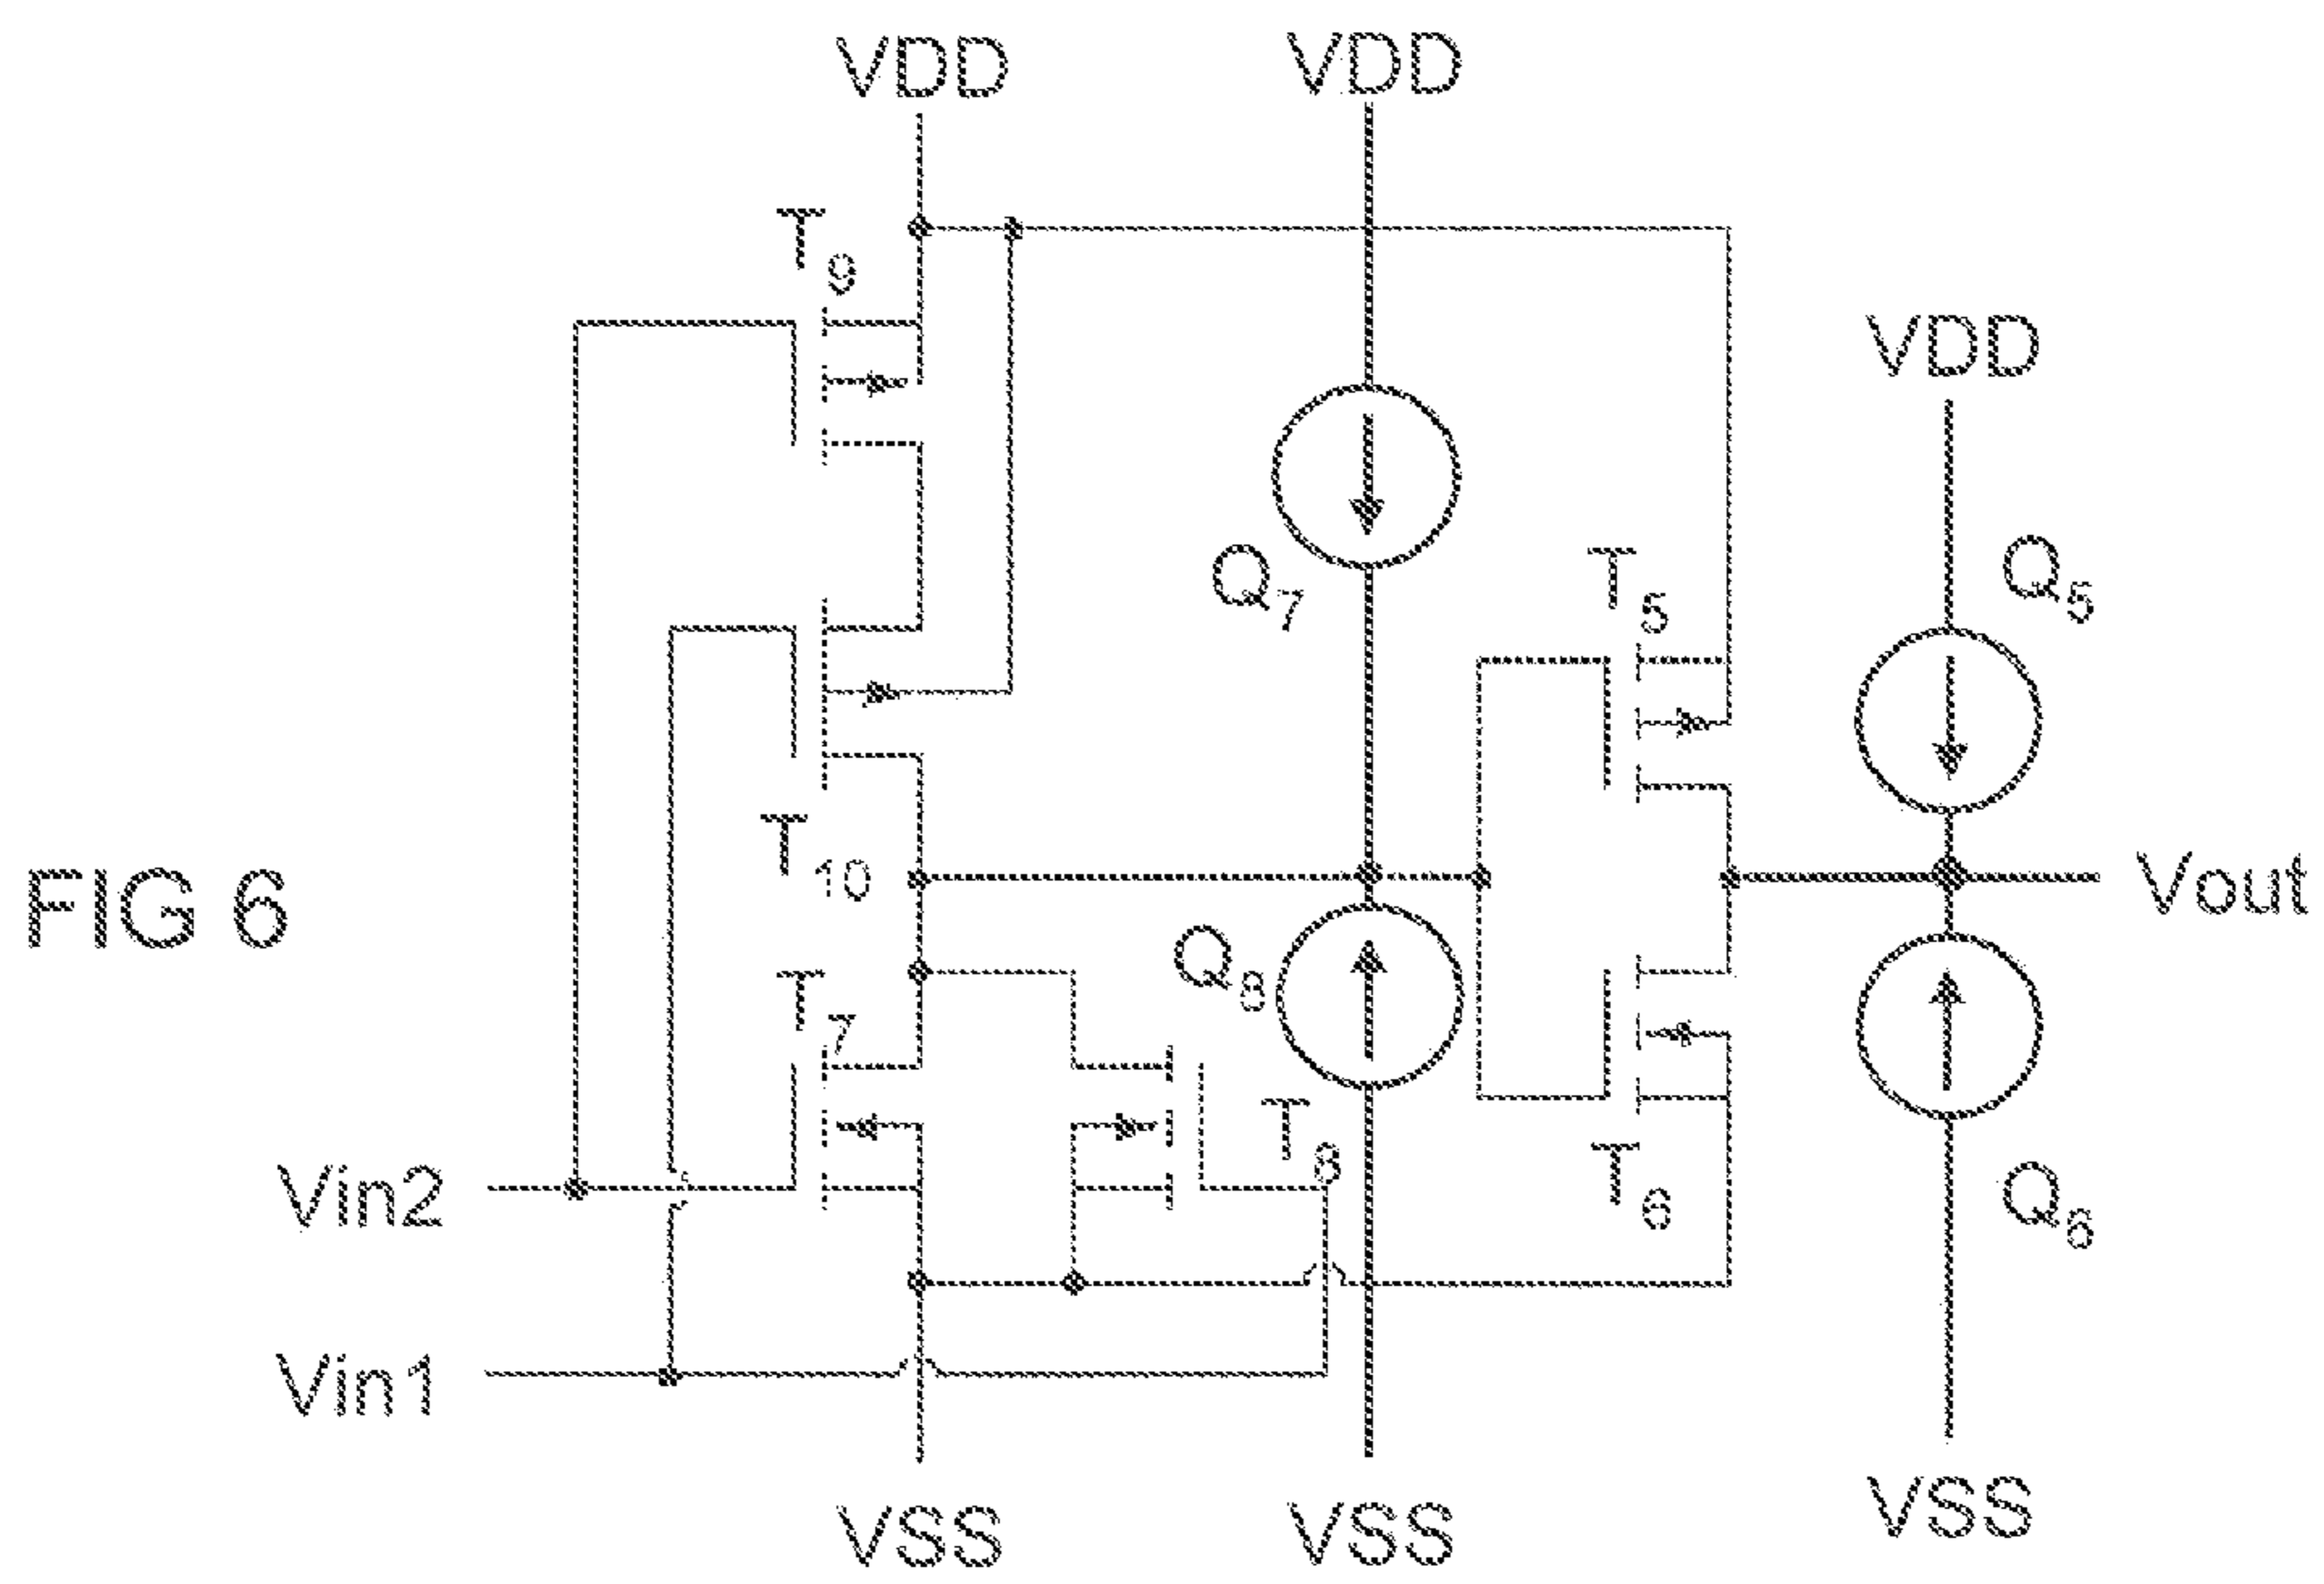 VDD
VDD
T9
VDD
Q7
T5
Q5
T10
FIG 6
Vout
Q8
T7
T8
T6
Vin2
Q6
Vin1
VSS
VSS
VSS